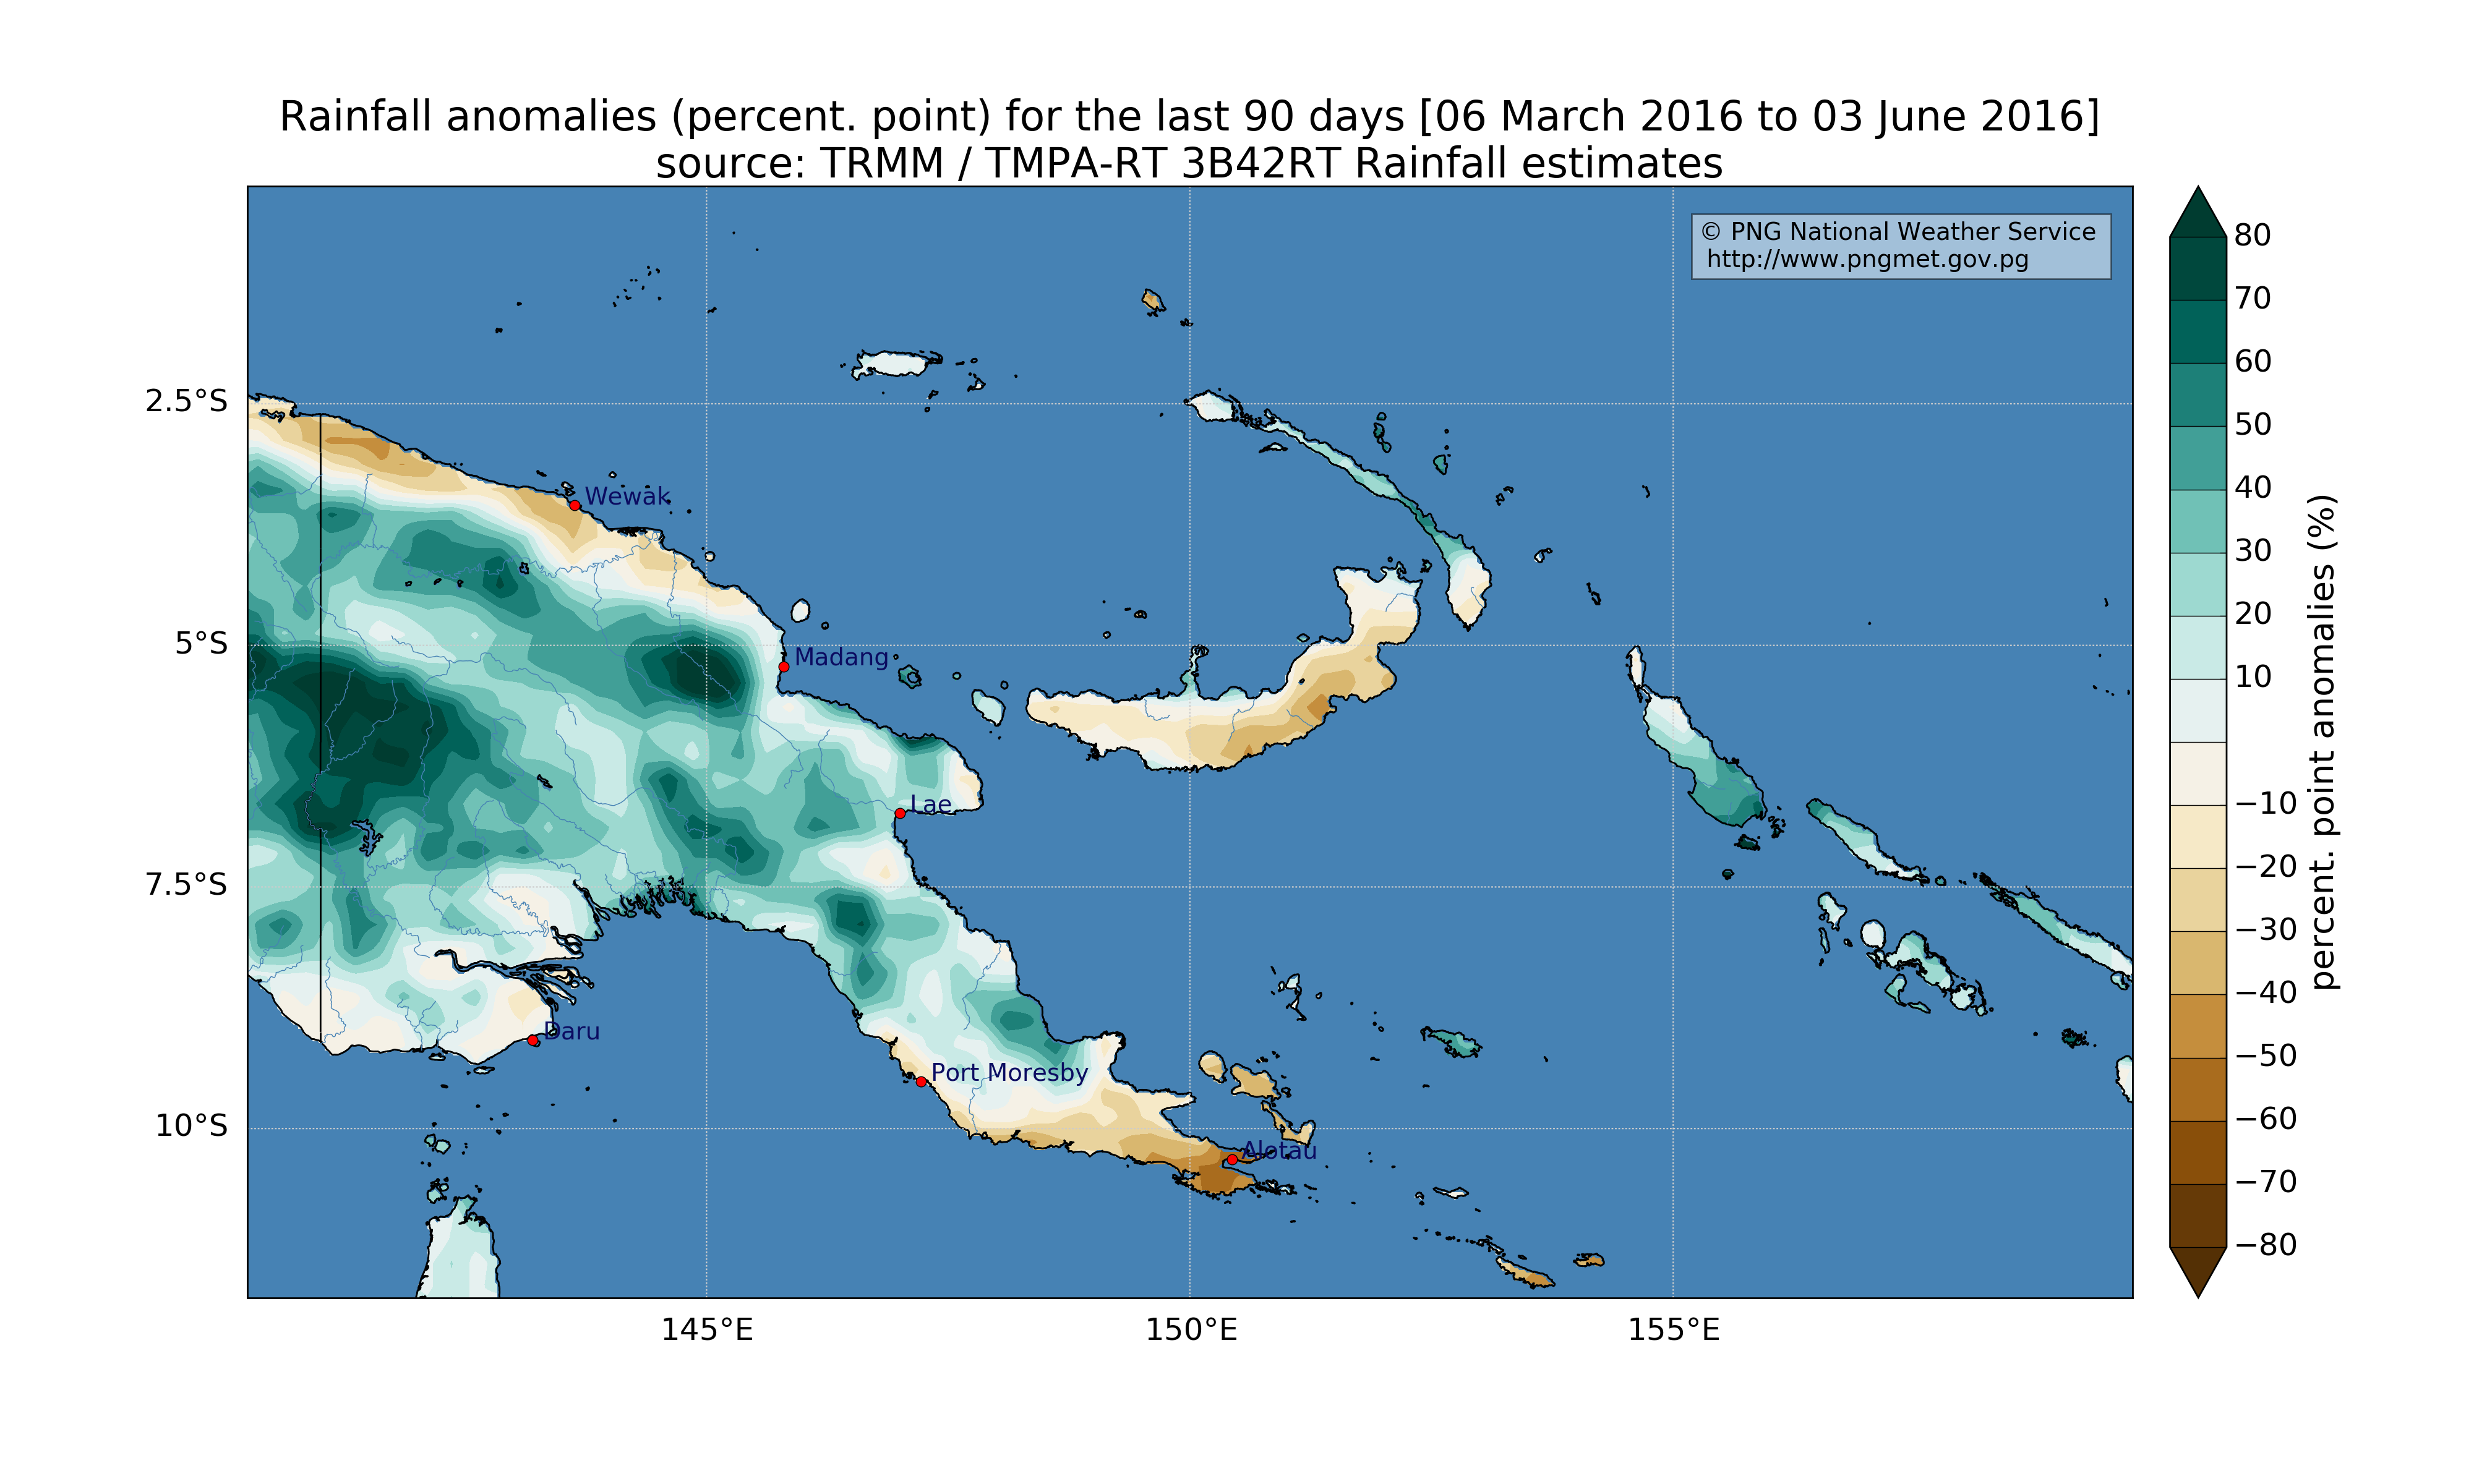 Rainfall anomalies (percent. point) for the last 90 days [06 March 2016 to 03 June 2016]
source: TRMM / TMPA-RT 3B42RT Rainfall estimates
© PNG National Weather Service
http://www.pngmet.gov.pg
2.5°S
5°S
7.5°S
10°S
Wewak
Madang
Lae
Daru
Port Moresby
Alotau
145°E
150°E
155°E
80
70
60
50
40
30
20
10
−10
−20
−30
−40
−50
−60
−70
−80
percent. point anomalies (%)